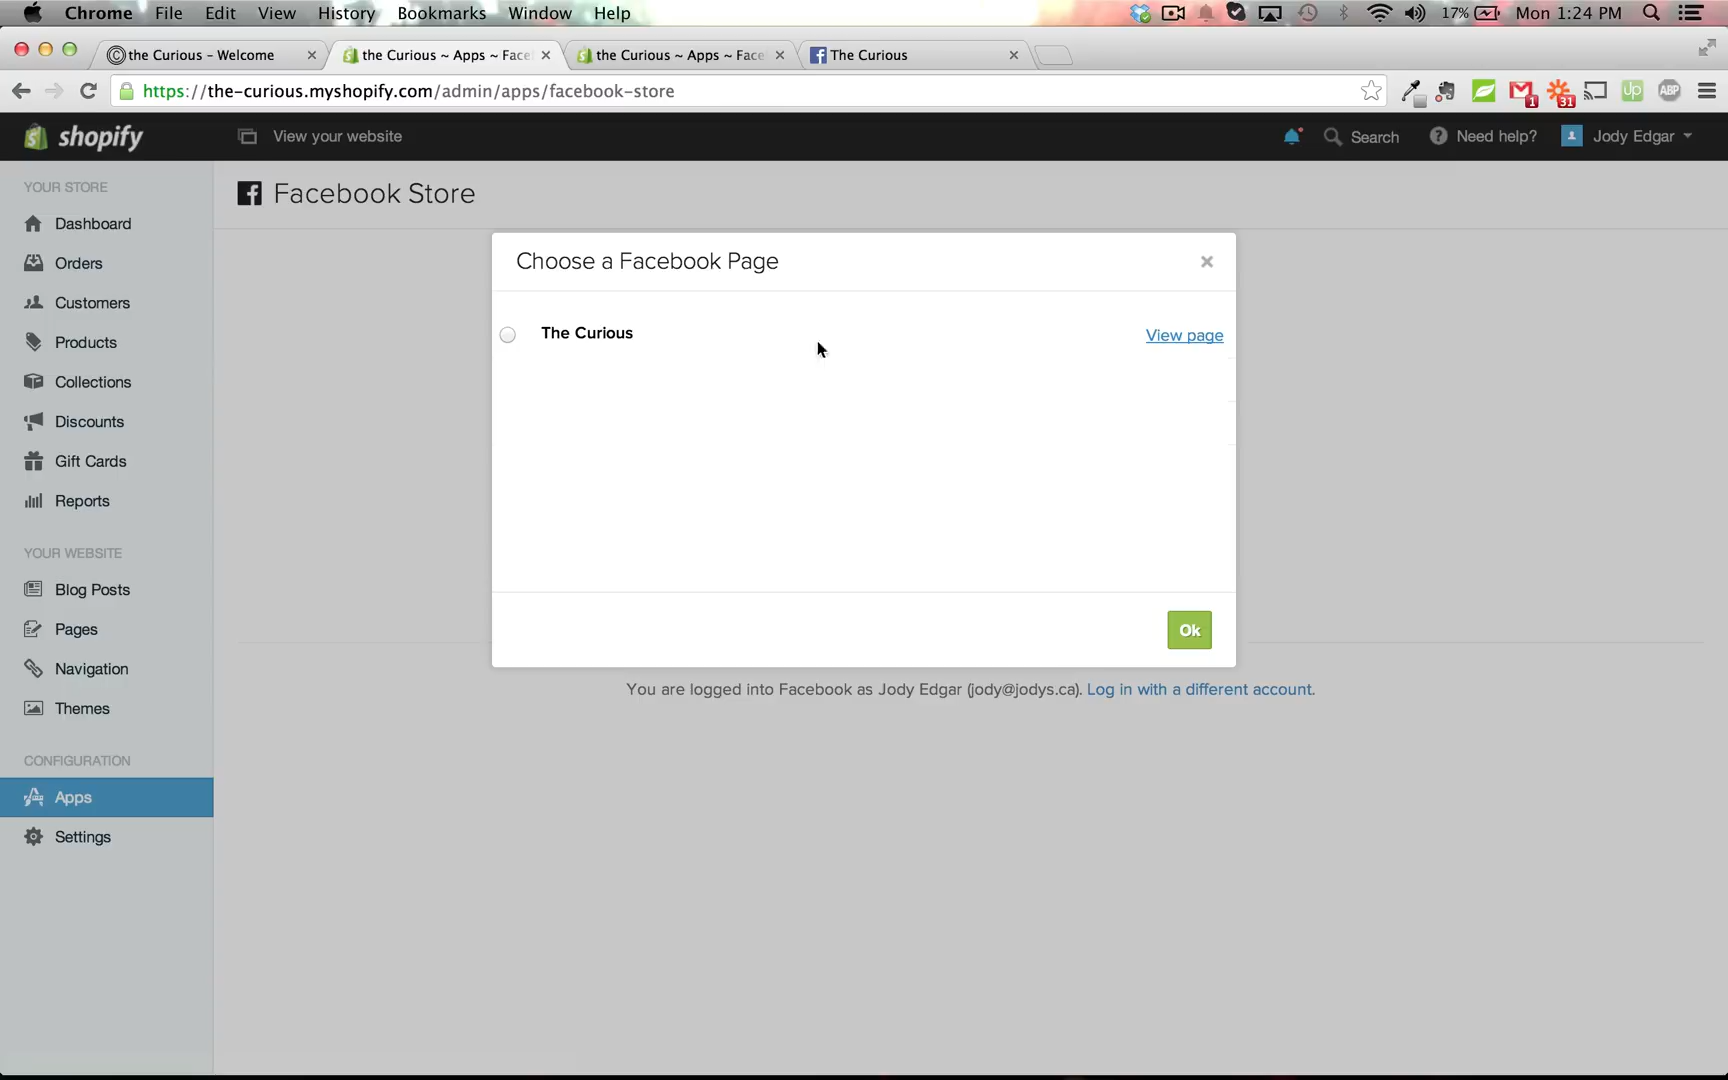 Chrome File Edit View History Bookmarks Window Help 17% Mon 1:24 PM
the Curious - Welcome the Curious ~ Apps ~ Face the Curious ~ Apps ~ Face The Curious
https://the-curious.myshopify.com/admin/apps/facebook-store 1 31 Up ABP
shopify View your website Search Need help? Jody Edgar
YOUR STORE
Dashboard
Orders
Customers
Products
Collections
Discounts
Gift Cards
Reports
YOUR WEBSITE
Blog Posts
Pages
Navigation
Themes
CONFIGURATION
Apps
Settings
Facebook Store
Choose a Facebook Page
The Curious View page
Ok
You are logged into Facebook as Jody Edgar (jody@jodys.ca). Log in with a different account.